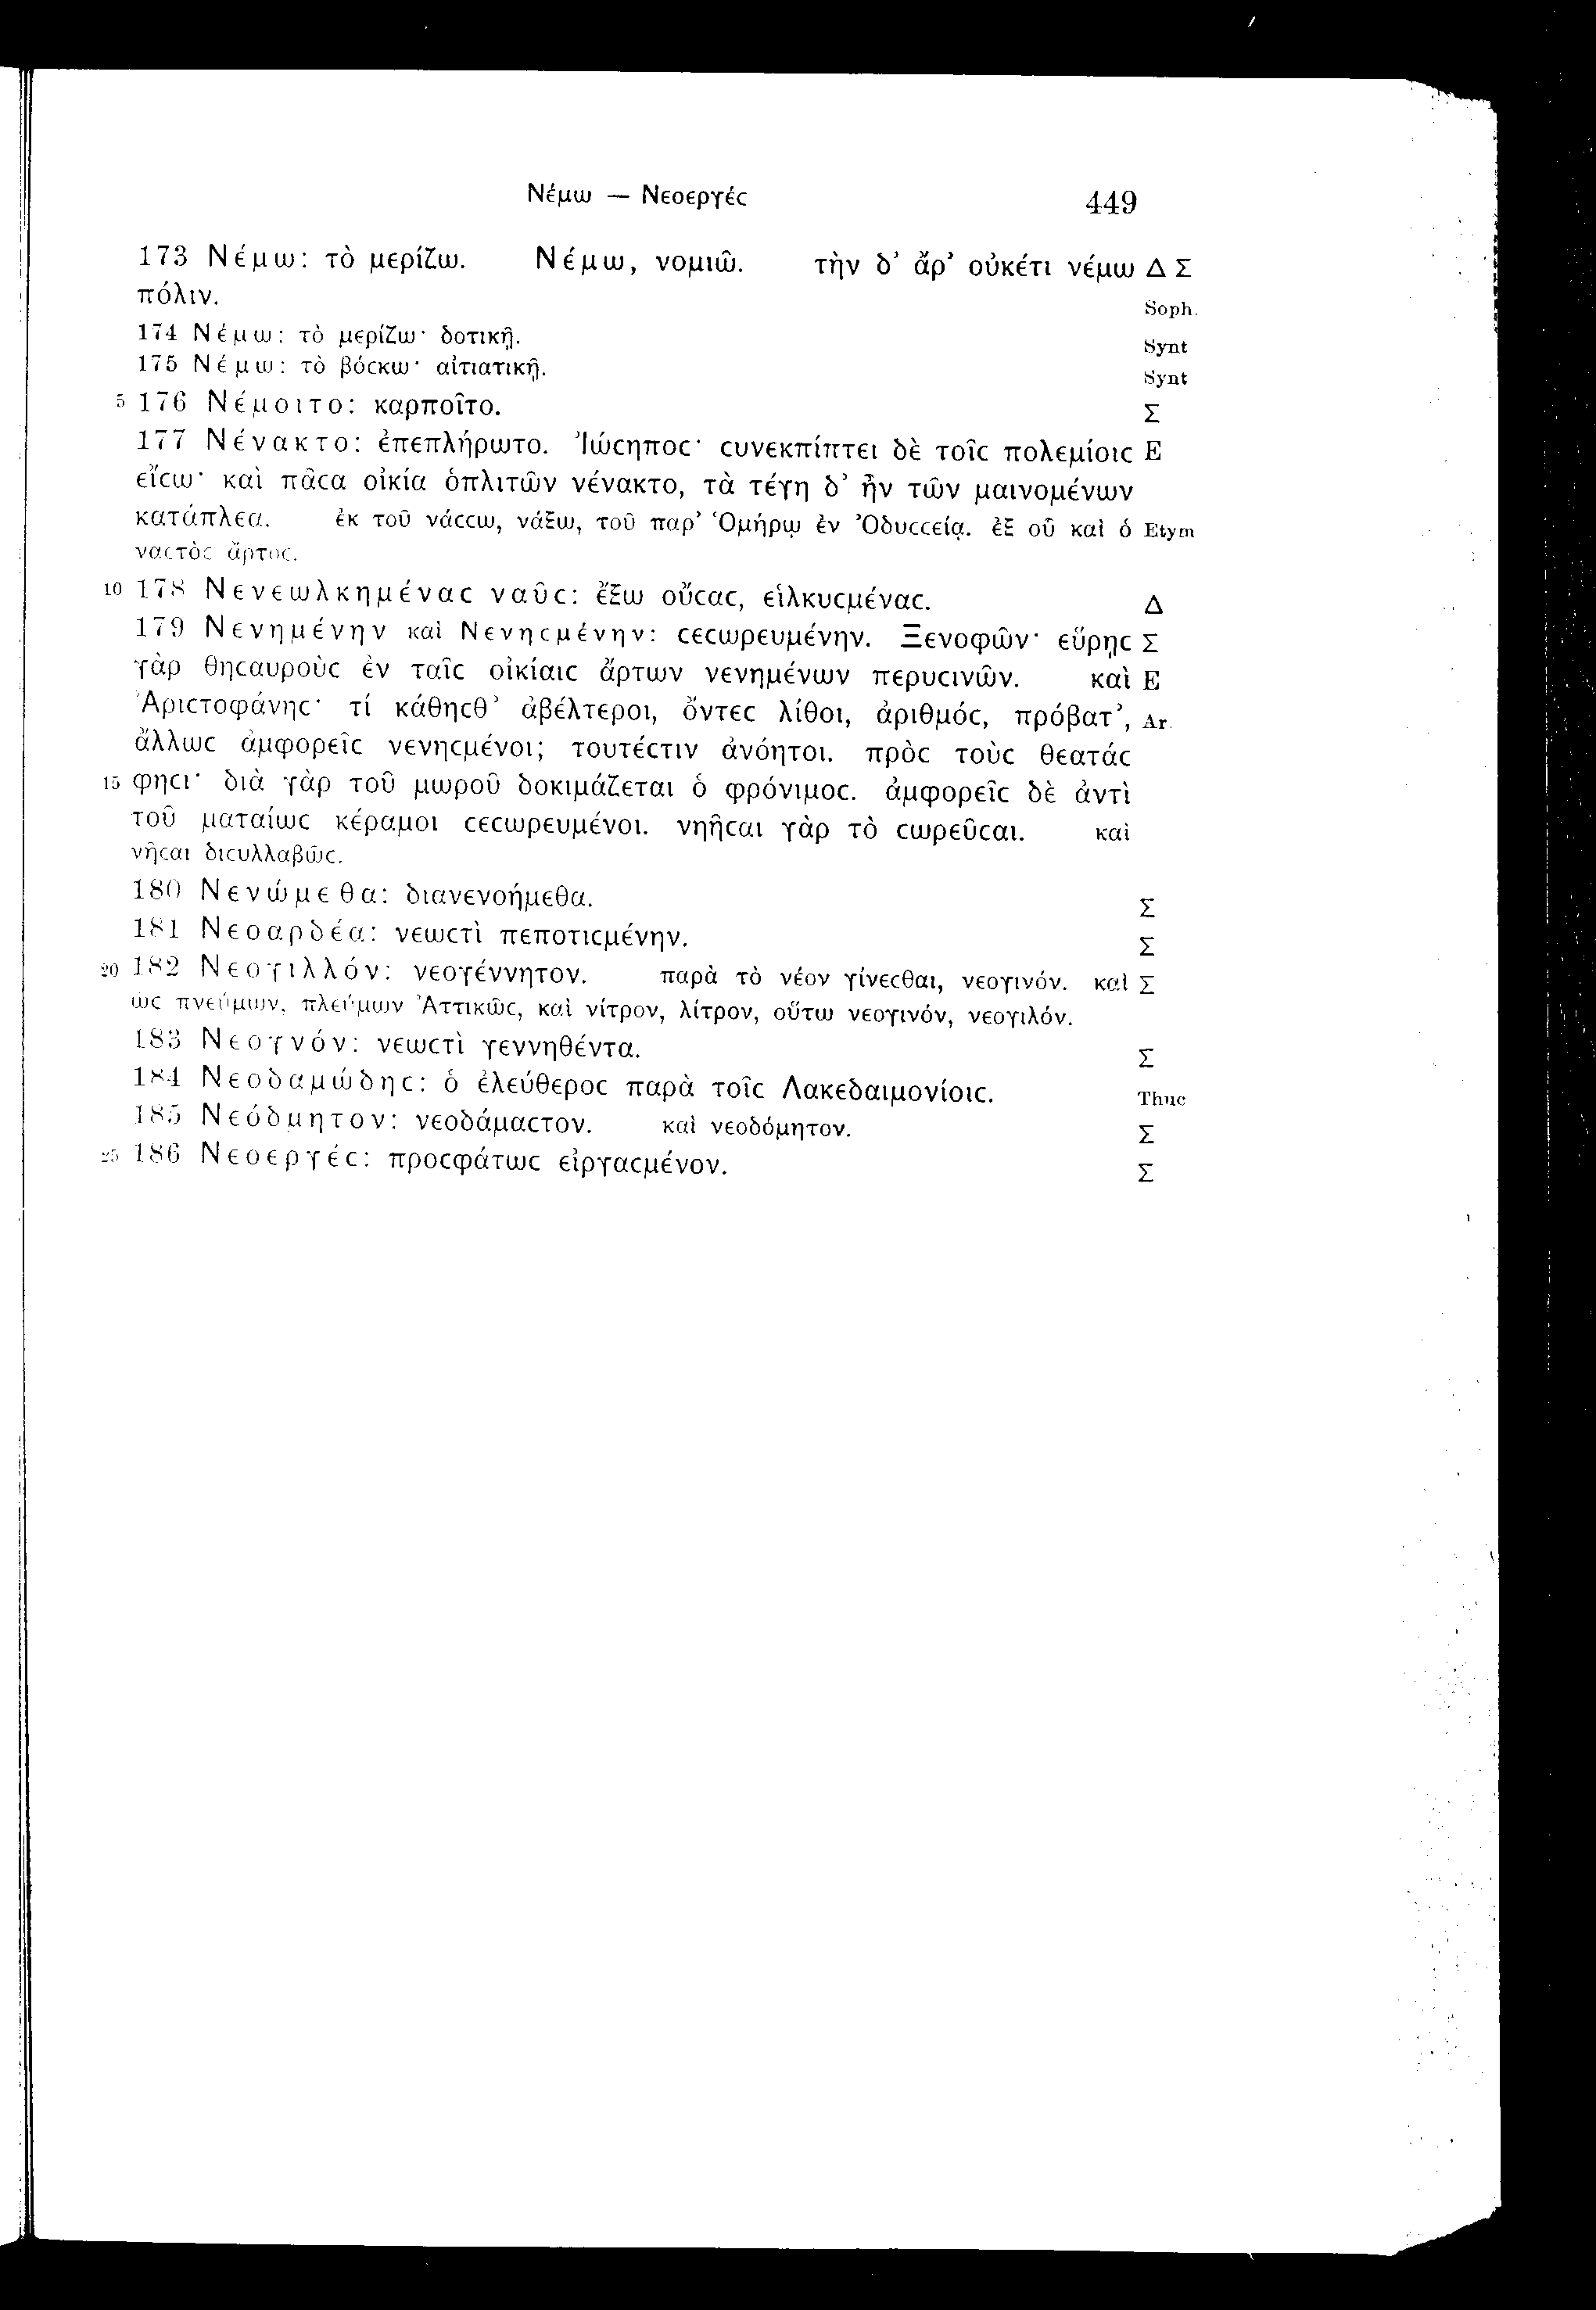 Νέμω — Νεοεργέϲ 449
173 Νέμω: τὸ μερίζω. Νέμω, νομιῶ. τὴν δ’ ἄρ’ οὐκέτι νέμω Δ Σ
πόλιν. Soph.
174 Νέμω: τὸ μερίζω· δοτικῇ. Synt
175 Νέμω: τὸ βόϲκω· αἰτιατικῇ. Synt
5 176 Νέμοιτο: καρποῖτο. Σ
177 Νένακτο: ἐπεπλήρωτο. Ἰώϲηποϲ· ϲυνεκπίπτει δὲ τοῖϲ πολεμίοιϲ Ε
εἴϲω· καὶ πᾶϲα οἰκία ὁπλιτῶν νένακτο, τὰ τέγη δ’ ἦν τῶν μαινομένων
κατάπλεα. ἐκ τοῦ νάϲϲω, νάξω, τοῦ παρ’ Ὁμήρῳ ἐν Ὀδυϲϲείᾳ. ἐξ οὗ καὶ ὁ Etym
ναϲτὸϲ ἄρτοϲ.
10 178 Νενεωλκημέναϲ ναῦϲ: ἔξω οὔϲαϲ, εἱλκυϲμέναϲ. Δ
179 Νενημένην καὶ Νενηϲμένην: ϲεϲωρευμένην. Ξενοφῶν· εὕρῃϲ Σ
γὰρ θηϲαυροὺϲ ἐν ταῖϲ οἰκίαιϲ ἄρτων νενημένων περυϲινῶν. καὶ Ε
Ἀριϲτοφάνηϲ· τί κάθηϲθ’ ἀβέλτεροι, ὄντεϲ λίθοι, ἀριθμόϲ, πρόβατ’, Ar.
ἄλλωϲ ἀμφορεῖϲ νενηϲμένοι; τουτέϲτιν ἀνόητοι. πρὸϲ τοὺϲ θεατάϲ
15 φηϲι· διὰ γὰρ τοῦ μωροῦ δοκιμάζεται ὁ φρόνιμοϲ. ἀμφορεῖϲ δὲ ἀντὶ
τοῦ ματαίωϲ κέραμοι ϲεϲωρευμένοι. νηῆϲαι γὰρ τὸ ϲωρεῦϲαι. καὶ
νῆϲαι διϲυλλαβῶϲ.
180 Νενώμεθα: διανενοήμεθα. Σ
181 Νεοαρδέα: νεωϲτὶ πεποτιϲμένην. Σ
20 182 Νεογιλλόν: νεογέννητον. παρὰ τὸ νέον γίνεϲθαι, νεογινόν. καὶ Σ
ὡϲ πνεύμων, πλεύμων Ἀττικῶϲ, καὶ νίτρον, λίτρον, οὕτω νεογινόν, νεογιλόν.
183 Νεογνόν: νεωϲτὶ γεννηθέντα. Σ
184 Νεοδαμώδηϲ: ὁ ἐλεύθεροϲ παρὰ τοῖϲ Λακεδαιμονίοιϲ. Thuc
185 Νεόδμητον: νεοδάμαϲτον. καὶ νεοδόμητον. Σ
25 186 Νεοεργέϲ: προϲφάτωϲ εἰργαϲμένον. Σ